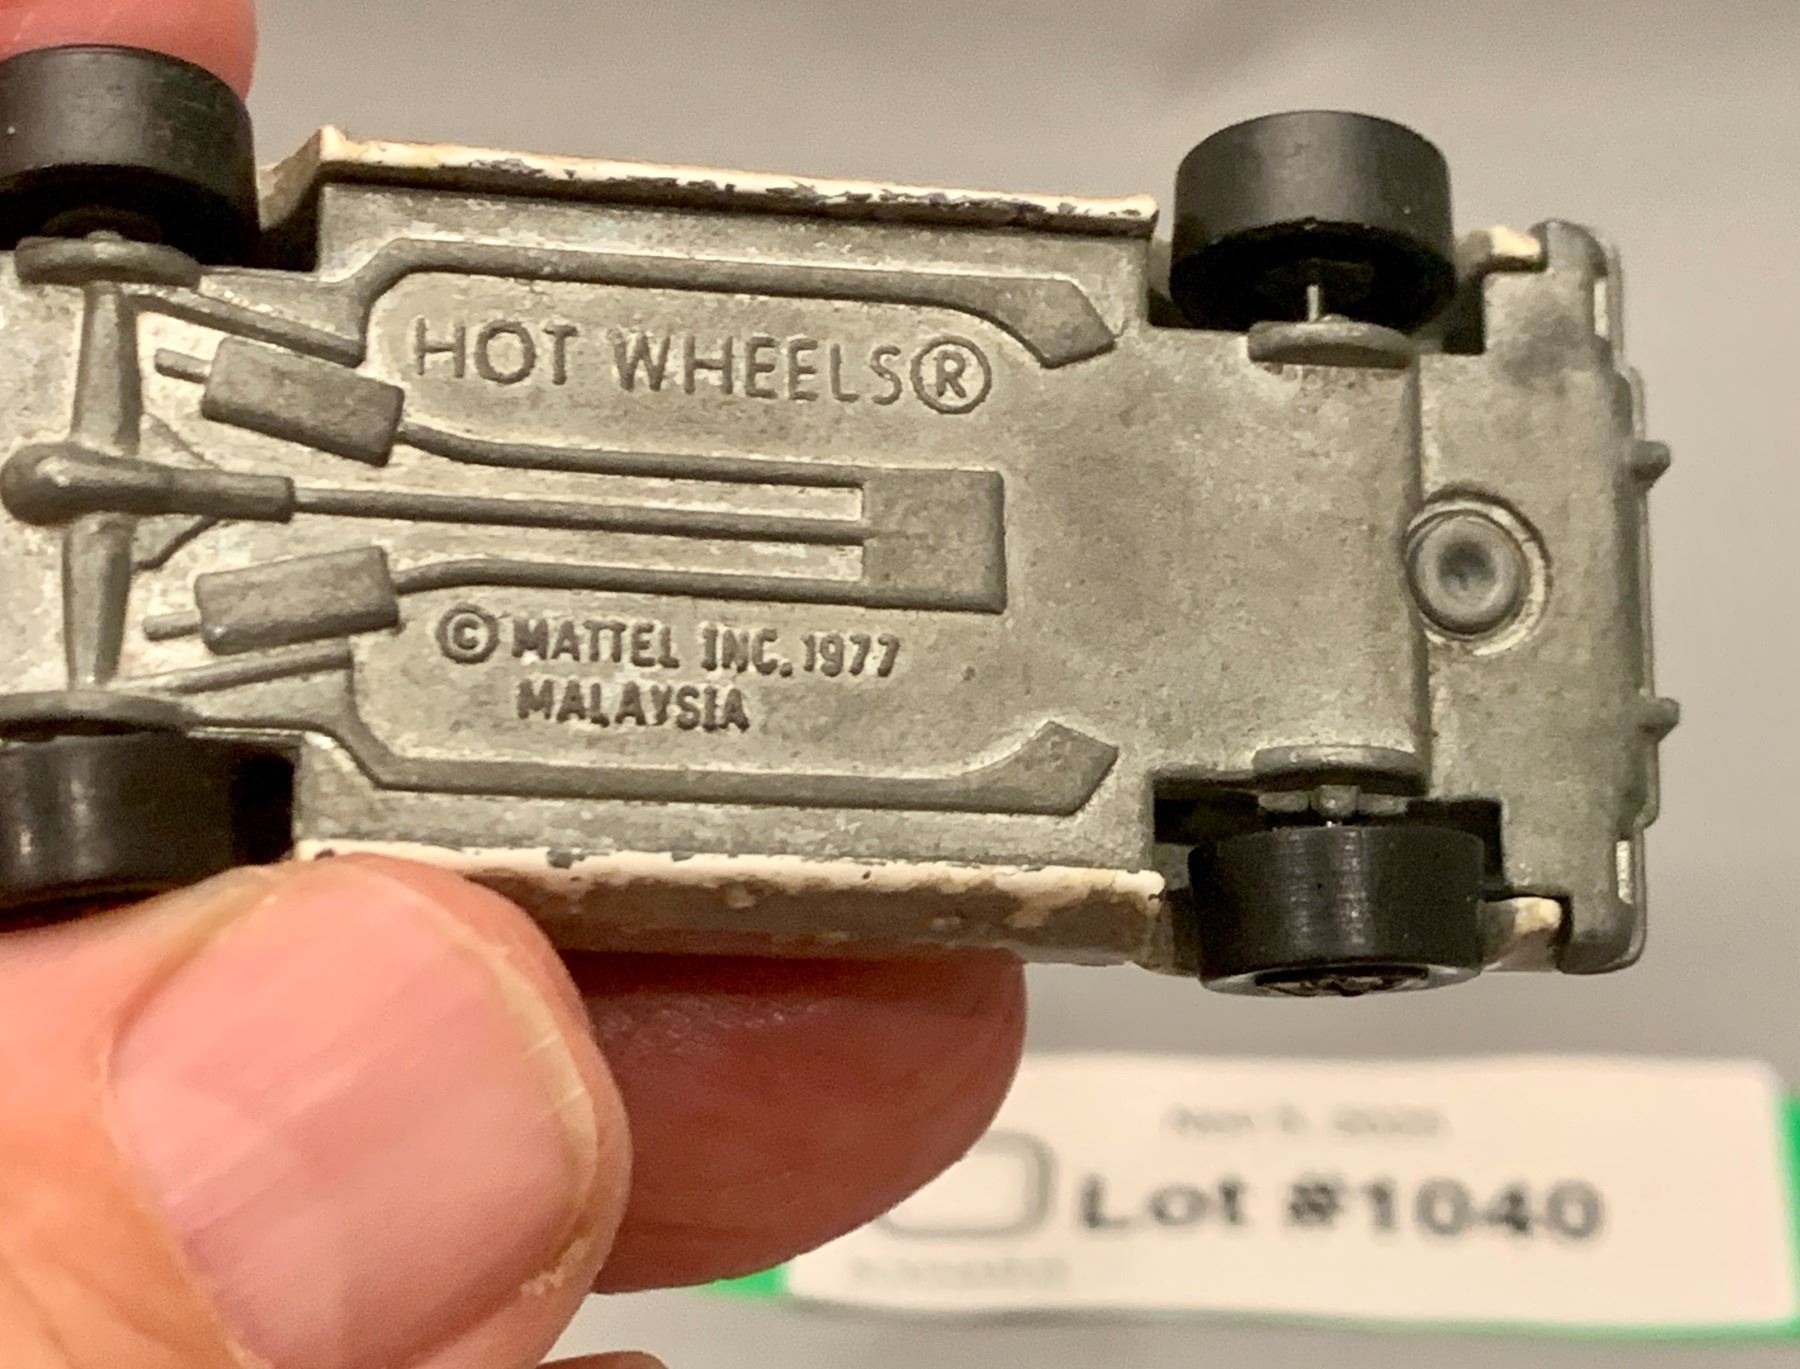 HOT WHEELS®
© MATTEL INC. 1977
MALAYSIA
Lot #1040